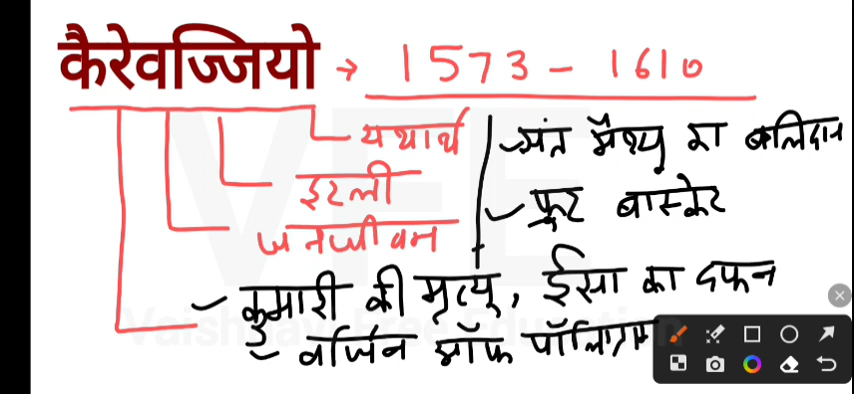 कैरेवज्जियो → 1573 - 1610
यथार्थ
इटली
जनजीवन
संत मैथ्यू का बलिदान
फ्रूट बास्केट
कुमारी की मृत्यू, ईसा का दफन
वर्जिन ऑफ